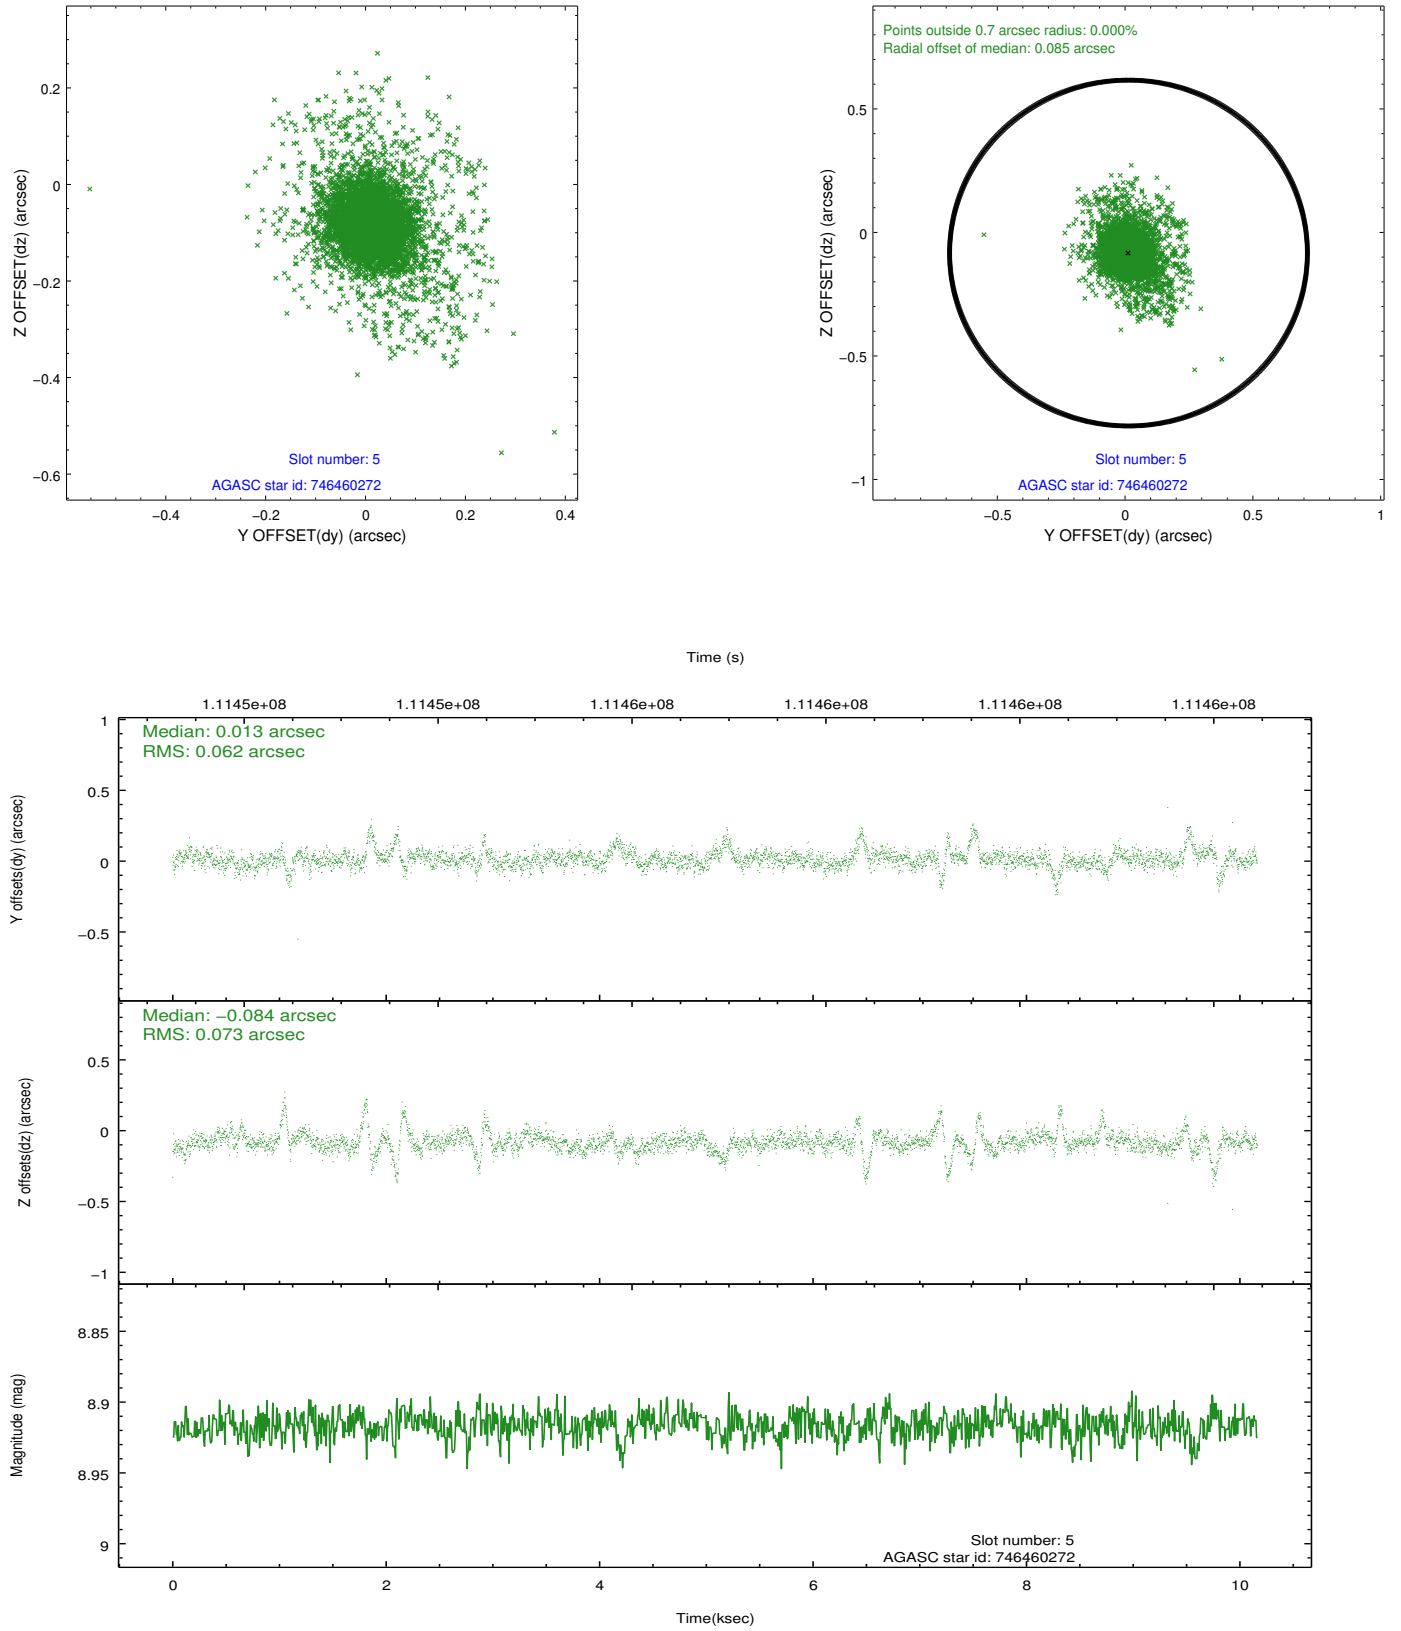 0.2
0
−0.2
−0.4
−0.6
Z OFFSET(dz) (arcsec)
Slot number: 5
AGASC star id: 746460272
−0.4 −0.2 0 0.2 0.4
Y OFFSET(dy) (arcsec)
Points outside 0.7 arcsec radius: 0.000%
Radial offset of median: 0.085 arcsec
0.5
0
−0.5
−1
Z OFFSET(dz) (arcsec)
Slot number: 5
AGASC star id: 746460272
−0.5 0 0.5 1
Y OFFSET(dy) (arcsec)
Time (s)
1.1145e+08 1.1145e+08 1.1146e+08 1.1146e+08 1.1146e+08 1.1146e+08
Median: 0.013 arcsec
RMS: 0.062 arcsec
1
0.5
0
−0.5
Y offsets(dy) (arcsec)
Median: −0.084 arcsec
RMS: 0.073 arcsec
0.5
0
−0.5
−1
Z offsets(dz) (arcsec)
8.85
8.9
8.95
9
Magnitude (mag)
Slot number: 5
AGASC star id: 746460272
0 2 4 6 8 10
Time(ksec)